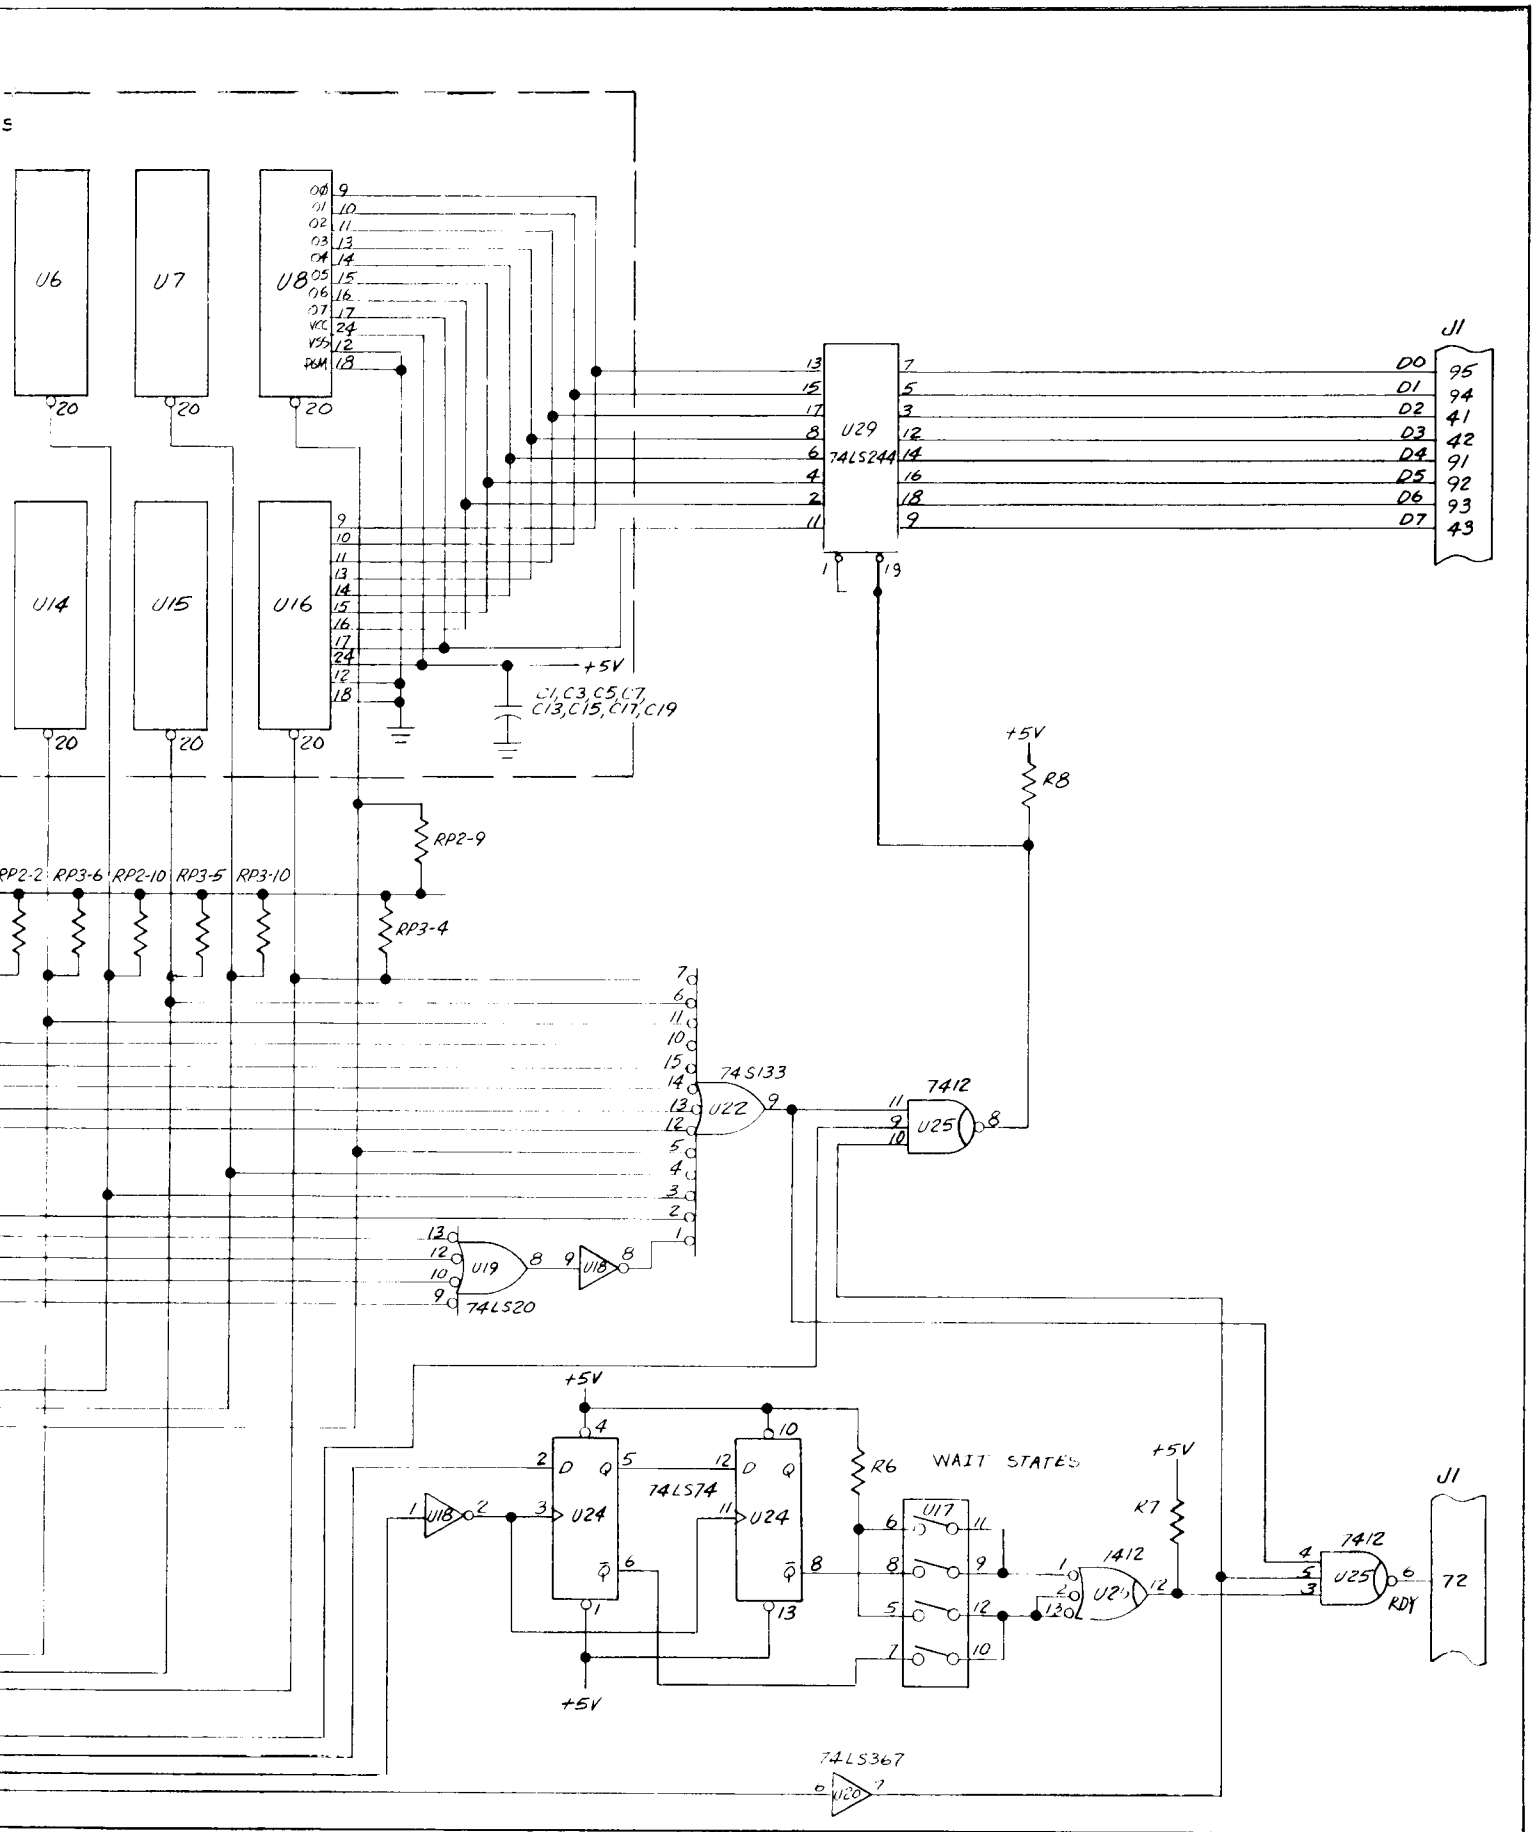 S
U6
U7
U8
OØ 9
O1 10
O2 11
O3 13
O4 14
O5 15
O6 16
O7 17
VCC 24
VSS 12
PGM 18
20
20
20
J1
13 7 D0 95
15 5 D1 94
17 3 D2 41
8 U29 12 D3 42
6 74LS244 14 D4 91
4 16 D5 92
2 18 D6 93
11 9 D7 43
1 19
U14
U15
U16
9
10
11
13
14
15
16
17
24
12
18
20
20
20
+5V
C1,C3,C5,C7,
C13,C15,C17,C19
+5V
R8
RP2-9
RP2-2 RP3-6 RP2-10 RP3-5 RP3-10
RP3-4
7
6
11
10
15
14
13
12
5
4
3
2
1
74S133
U22 9
7412
11
9
10
U25 8
13
12
10
9
U19 8
74LS20
9 U18 8
+5V
4
2 D Q 5
3 U24
Q̅ 6
1
+5V
74LS74
10
12 D Q
11 U24
Q̅ 8
13
1 U18 2
R6
WAIT STATES
U17
6 11
8 9
5 12
7 10
+5V
R7
7412
1
2
13
12
7412
4
5
3
U25 6
RDY
J1
72
74LS367
6 U20 7